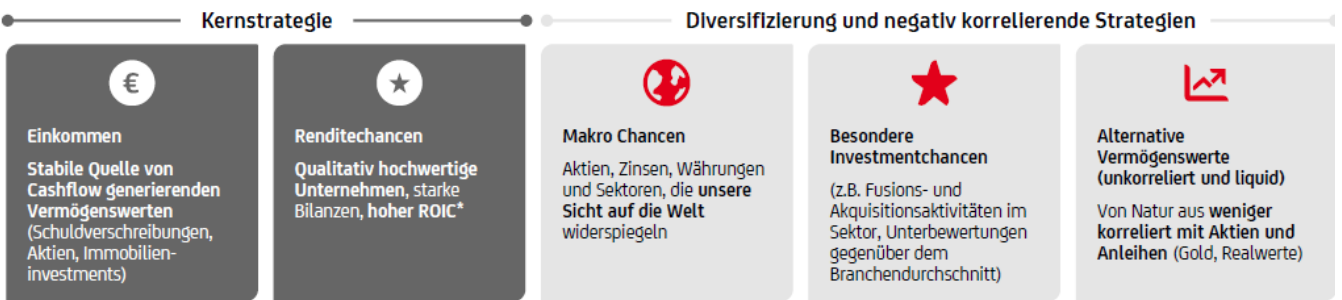 Kernstrategie
Diversifizierung und negativ korrelierende Strategien
€
Einkommen
Stabile Quelle von
Cashflow generierenden
Vermögenswerten
(Schuldverschreibungen,
Aktien, Immobilien-
investments)
Renditechancen
Qualitativ hochwertige
Unternehmen, starke
Bilanzen, hoher ROIC*
Makro Chancen
Aktien, Zinsen, Währungen
und Sektoren, die unsere
Sicht auf die Welt
widerspiegeln
Besondere
Investmentchancen
(z.B. Fusions- und
Akquisitionsaktivitäten im
Sektor, Unterbewertungen
gegenüber dem
Branchendurchschnitt)
Alternative
Vermögenswerte
(unkorreliert und liquid)
Von Natur aus weniger
korreliert mit Aktien und
Anleihen (Gold, Realwerte)